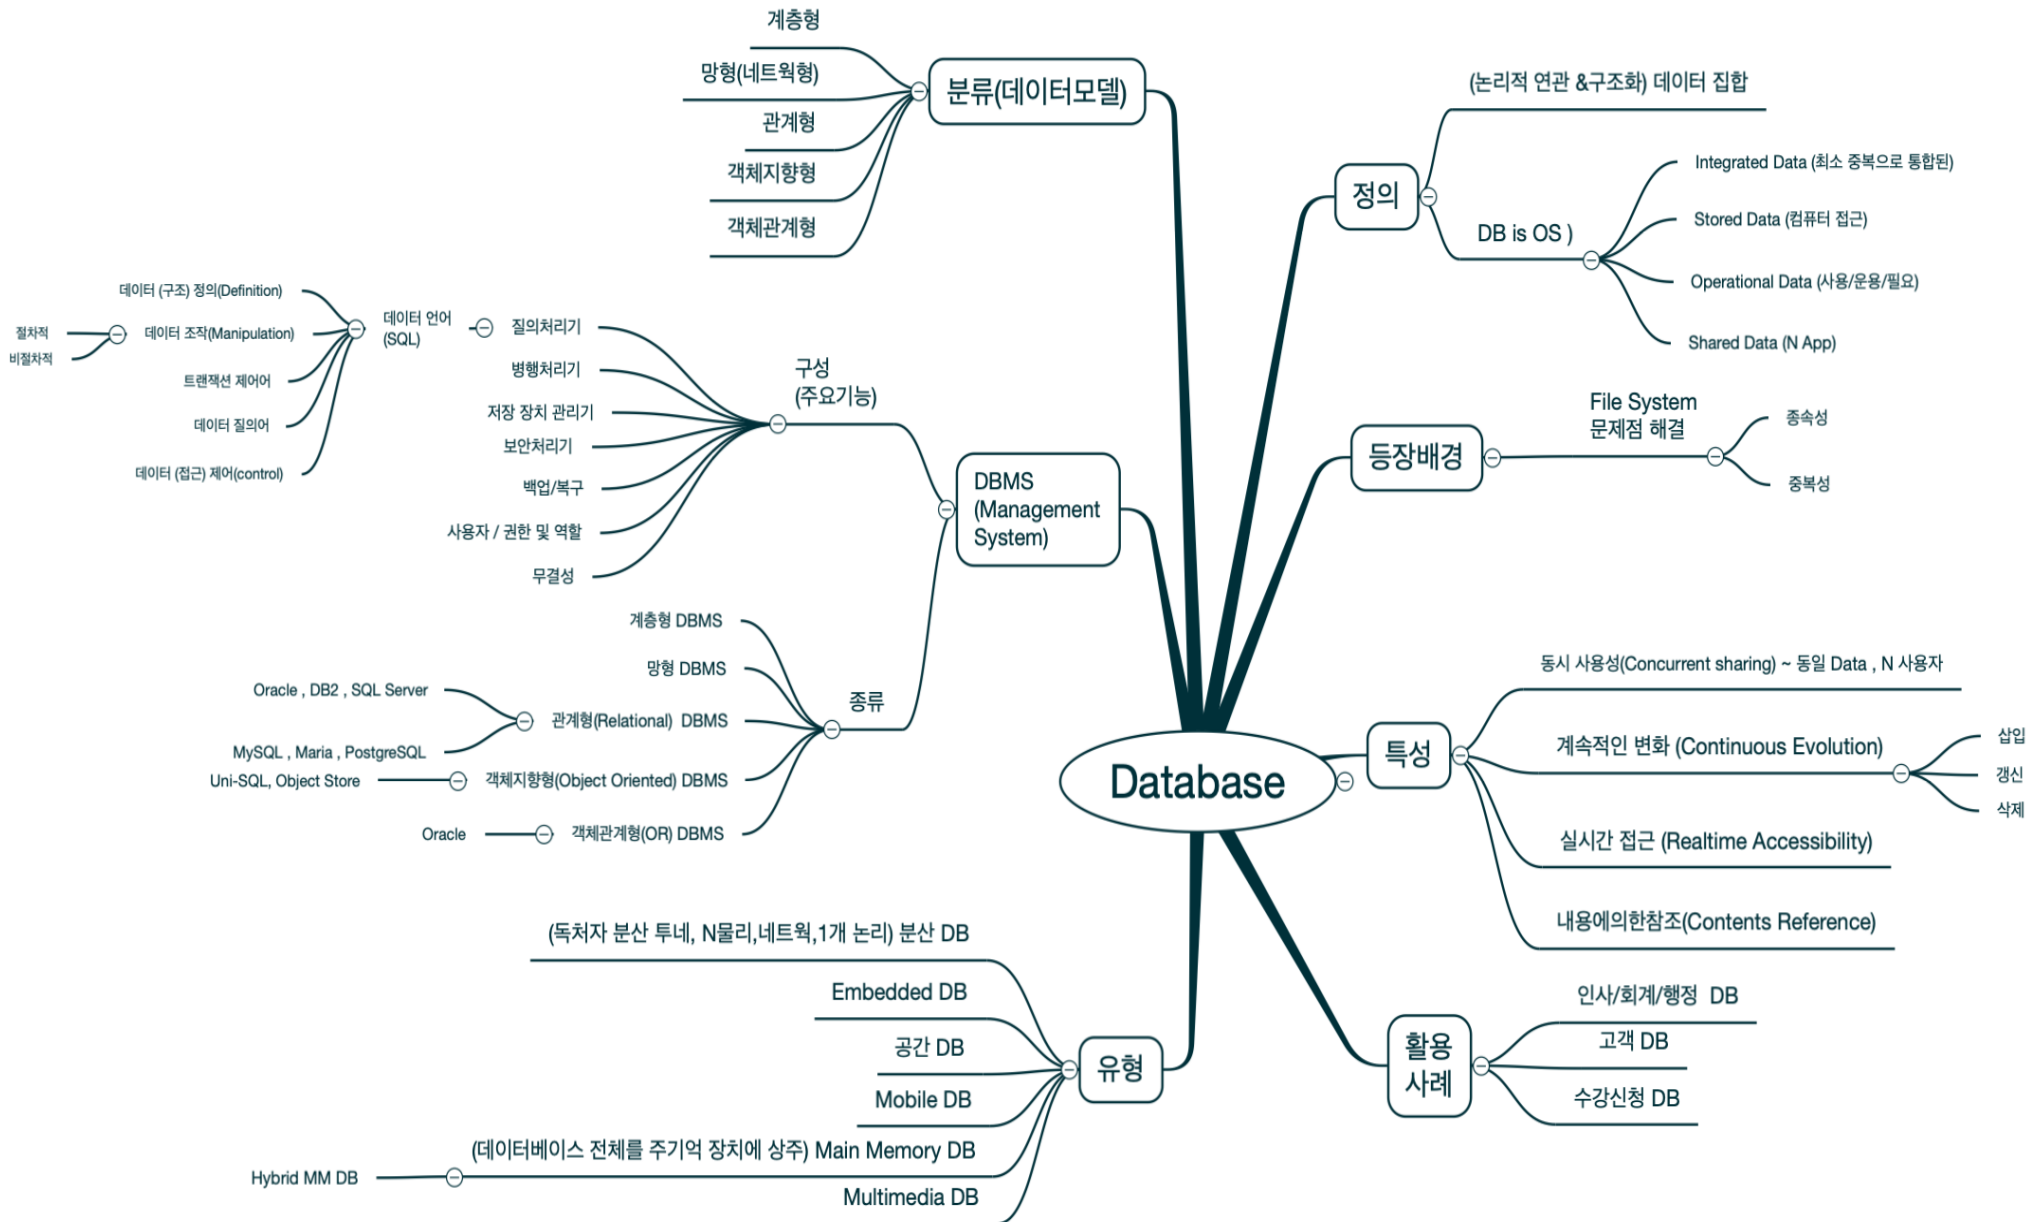 Database
분류(데이터모델)
계층형
망형(네트웍형)
관계형
객체지향형
객체관계형
DBMS
(Management
System)
구성
(주요기능)
질의처리기
데이터 언어
(SQL)
데이터 (구조) 정의(Definition)
데이터 조작(Manipulation)
절차적
비절차적
트랜잭션 제어어
데이터 질의어
데이터 (접근) 제어(control)
병행처리기
저장 장치 관리기
보안처리기
백업/복구
사용자 / 권한 및 역할
무결성
종류
계층형 DBMS
망형 DBMS
관계형(Relational) DBMS
Oracle , DB2 , SQL Server
MySQL , Maria , PostgreSQL
객체지향형(Object Oriented) DBMS
Uni-SQL, Object Store
객체관계형(OR) DBMS
Oracle
유형
(독처자 분산 투네, N물리,네트웍,1개 논리) 분산 DB
Embedded DB
공간 DB
Mobile DB
(데이터베이스 전체를 주기억 장치에 상주) Main Memory DB
Hybrid MM DB
Multimedia DB
정의
(논리적 연관 &구조화) 데이터 집합
DB is OS )
Integrated Data (최소 중복으로 통합된)
Stored Data (컴퓨터 접근)
Operational Data (사용/운용/필요)
Shared Data (N App)
등장배경
File System
문제점 해결
종속성
중복성
특성
동시 사용성(Concurrent sharing) ~ 동일 Data , N 사용자
계속적인 변화 (Continuous Evolution)
삽입
갱신
삭제
실시간 접근 (Realtime Accessibility)
내용에의한참조(Contents Reference)
활용
사례
인사/회계/행정 DB
고객 DB
수강신청 DB